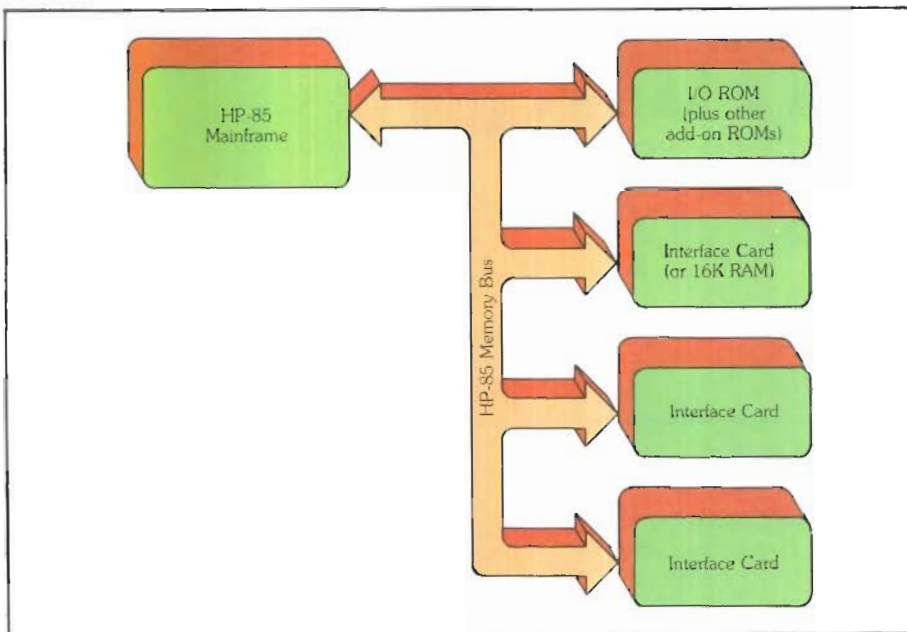 HP-85
Mainframe
I/O ROM
(plus other
add-on ROMs)
HP-85 Memory Bus
Interface Card
(or 16K RAM)
Interface Card
Interface Card